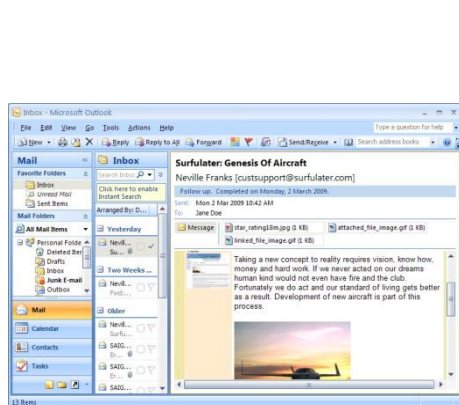 Inbox - Microsoft Outlook
File Edit View Go Tools Actions Help
Type a question for help
New Reply Reply to All Forward Send/Receive Search address books
Mail
Favorite Folders
Inbox
Unread Mail
Sent Items
Mail Folders
All Mail Items
Personal Folde
Deleted Iter
Drafts
Inbox
Junk E-mail
Outbox
Mail
Calendar
Contacts
Tasks
13 Items
Inbox
Search Inbo
Click here to enable
Instant Search
Arranged By: D...
Yesterday
Nevill...
Su...
Two Weeks ...
Nevill...
Older
Nevill...
Surfu...
SAIG...
Er...
SAIG...
Er...
SAIG...
Surfulater: Genesis Of Aircraft
Neville Franks [custsupport@surfulater.com]
Follow up. Completed on Monday, 2 March 2009.
Sent: Mon 2 Mar 2009 10:42 AM
To: Jane Doe
Message star_rating18m.jpg (1 KB) attached_file_image.gif (1 KB)
linked_file_image.gif (1 KB)
Taking a new concept to reality requires vision, know how,
money and hard work. If we never acted on our dreams
human kind would not even have fire and the club.
Fortunately we do act and our standard of living gets better
as a result. Development of new aircraft is part of this
process.